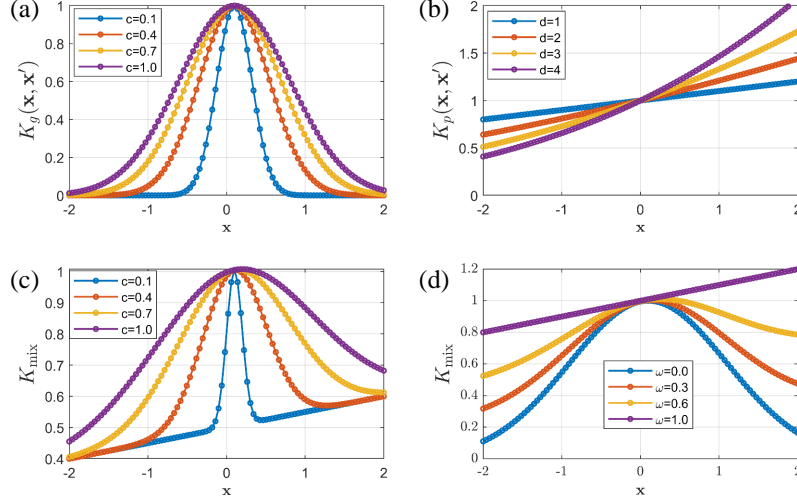 (a)
c=0.1
c=0.4
c=0.7
c=1.0
K_g(x, x′)
1
0.8
0.6
0.4
0.2
0
-2 -1 0 1 2
x
(b)
d=1
d=2
d=3
d=4
K_p(x, x′)
2
1.5
1
0.5
0
-2 -1 0 1 2
x
(c)
c=0.1
c=0.4
c=0.7
c=1.0
K_mix
1
0.9
0.8
0.7
0.6
0.5
0.4
-2 -1 0 1 2
x
(d)
K_mix
1.2
1
0.8
0.6
0.4
0.2
0
ω=0.0
ω=0.3
ω=0.6
ω=1.0
-2 -1 0 1 2
x